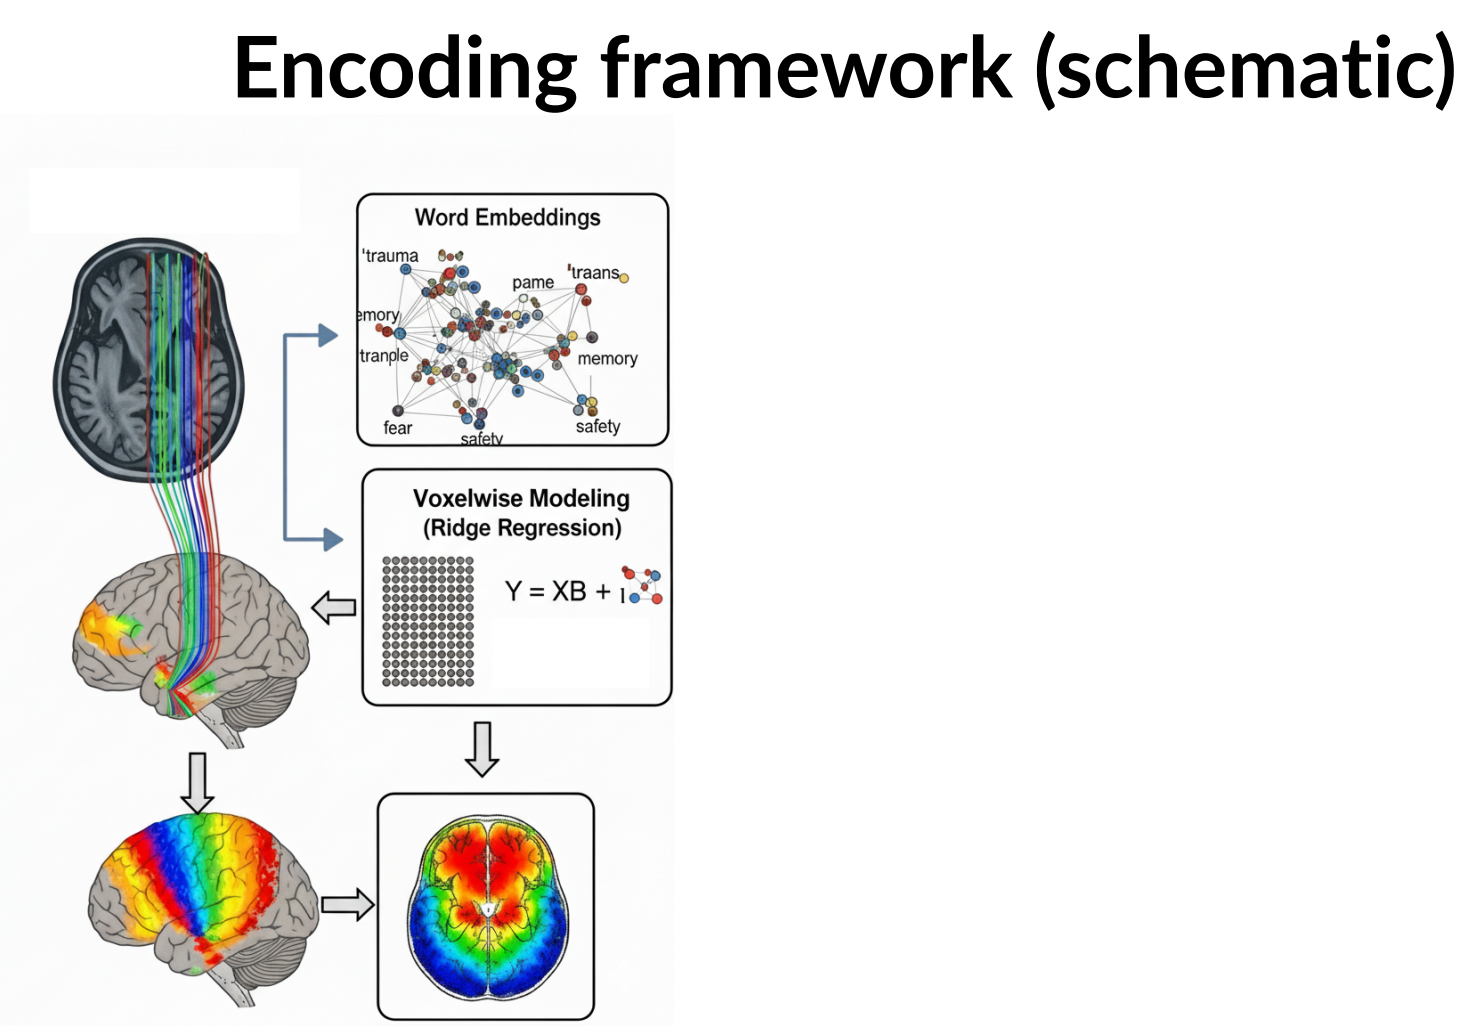 Encoding framework (schematic)
Word Embeddings
'trauma
pame
'traans
emory
tranple
memory
fear
safety
safety
Voxelwise Modeling
(Ridge Regression)
Y = XB + 1